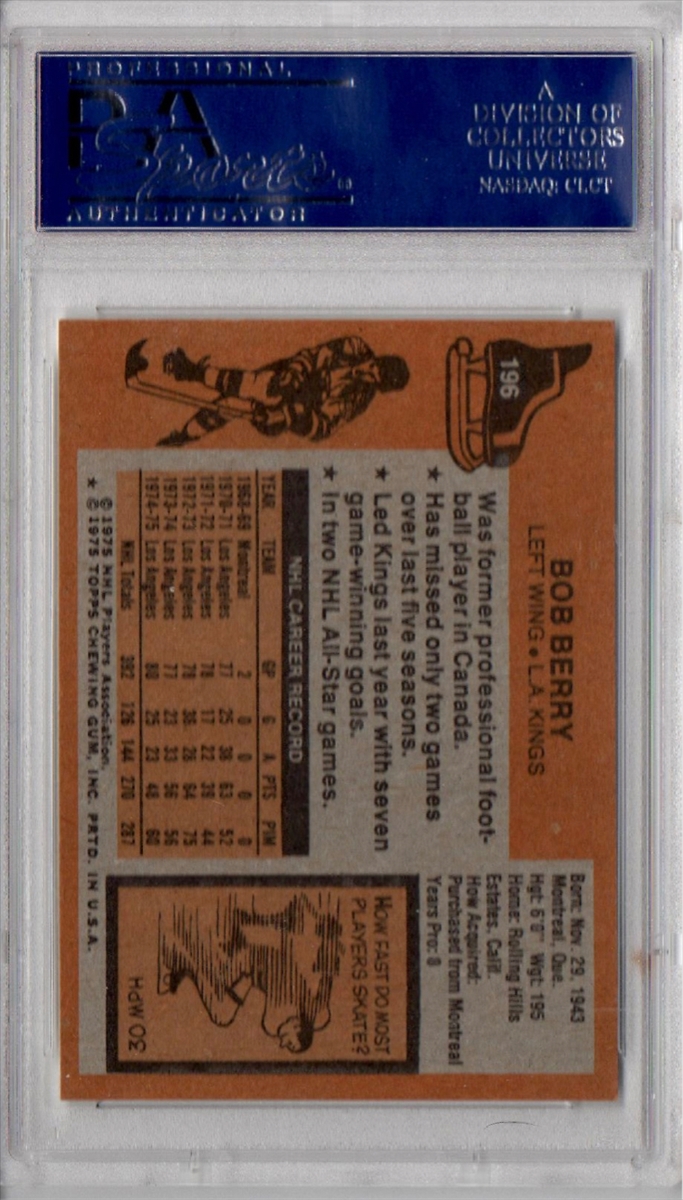 PROFESSIONAL
PSA
Sports
AUTHENTICATOR
A
DIVISION OF
COLLECTORS
UNIVERSE
NASDAQ: CLCT
196
BOB BERRY
LEFT WING • L.A. KINGS
Was former professional foot-
ball player in Canada.
★ Has missed only two games
over last five seasons.
★ Led Kings last year with seven
game-winning goals.
★ In two NHL All-Star games.
NHL CAREER RECORD
YEAR TEAM GP G A PTS PIM
1968-69 Montreal 2 0 0 0 0
1970-71 Los Angeles 77 25 38 63 52
1971-72 Los Angeles 78 17 22 39 44
1972-73 Los Angeles 78 36 28 64 75
1973-74 Los Angeles 77 23 33 56 56
1974-75 Los Angeles 80 25 23 48 60
NHL Totals 392 126 144 270 287
© 1975 NHL Players Association.
★ © 1975 TOPPS CHEWING GUM, INC. PRTD. IN U.S.A.
Born: Nov. 29, 1943
Montreal, Que.
Hgt: 6'0" Wgt: 195
Home: Rolling Hills
Estates, Calif.
How Acquired:
Purchased from Montreal
Years Pro: 8
HOW FAST DO MOST
PLAYERS SKATE?
30 MPH